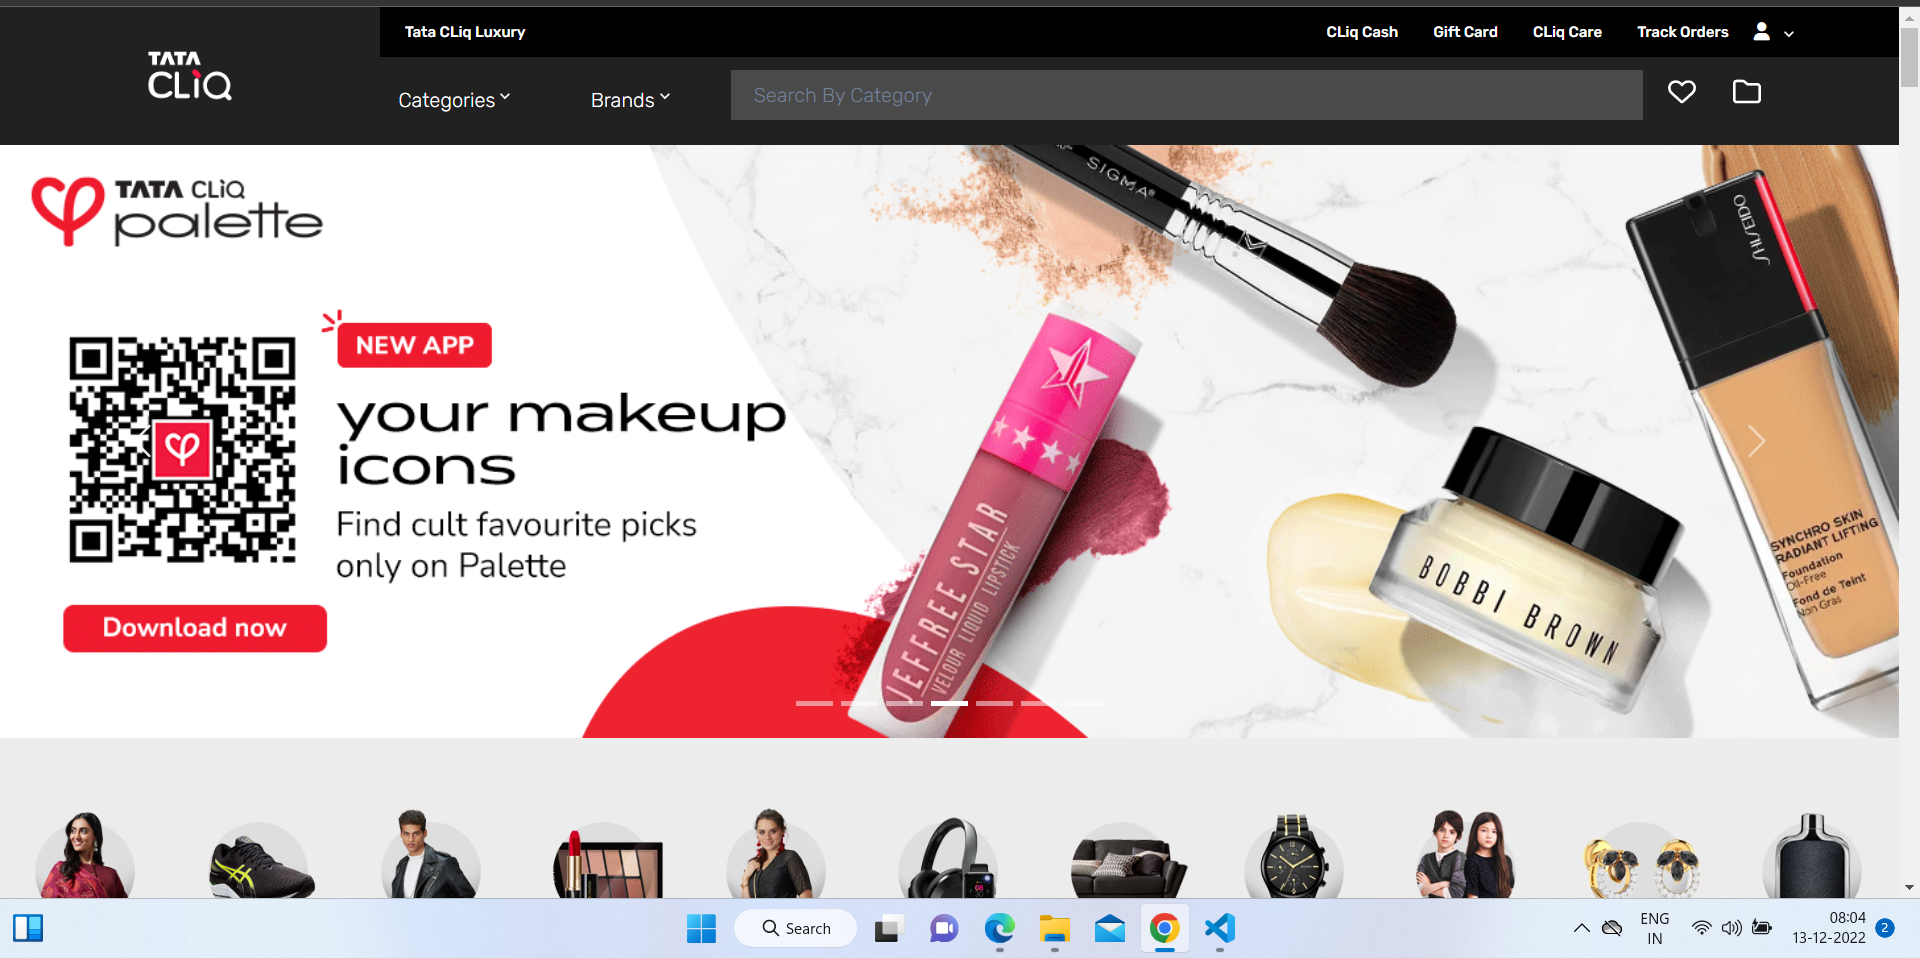 Tata CLiq Luxury
CLiq Cash
Gift Card
CLiq Care
Track Orders
TATA
CLiQ
Categories
Brands
Search By Category
TATA CLiQ
palette
NEW APP
your makeup
icons
Find cult favourite picks
only on Palette
Download now
SIGMA
SHISEIDO
JEFFREE STAR
VELOUR LIQUID LIPSTICK
BOBBI BROWN
SYNCHRO SKIN
RADIANT LIFTING
Foundation
Oil-Free
Fond de Teint
Non Gras
Search
ENG
IN
08:04
13-12-2022
2